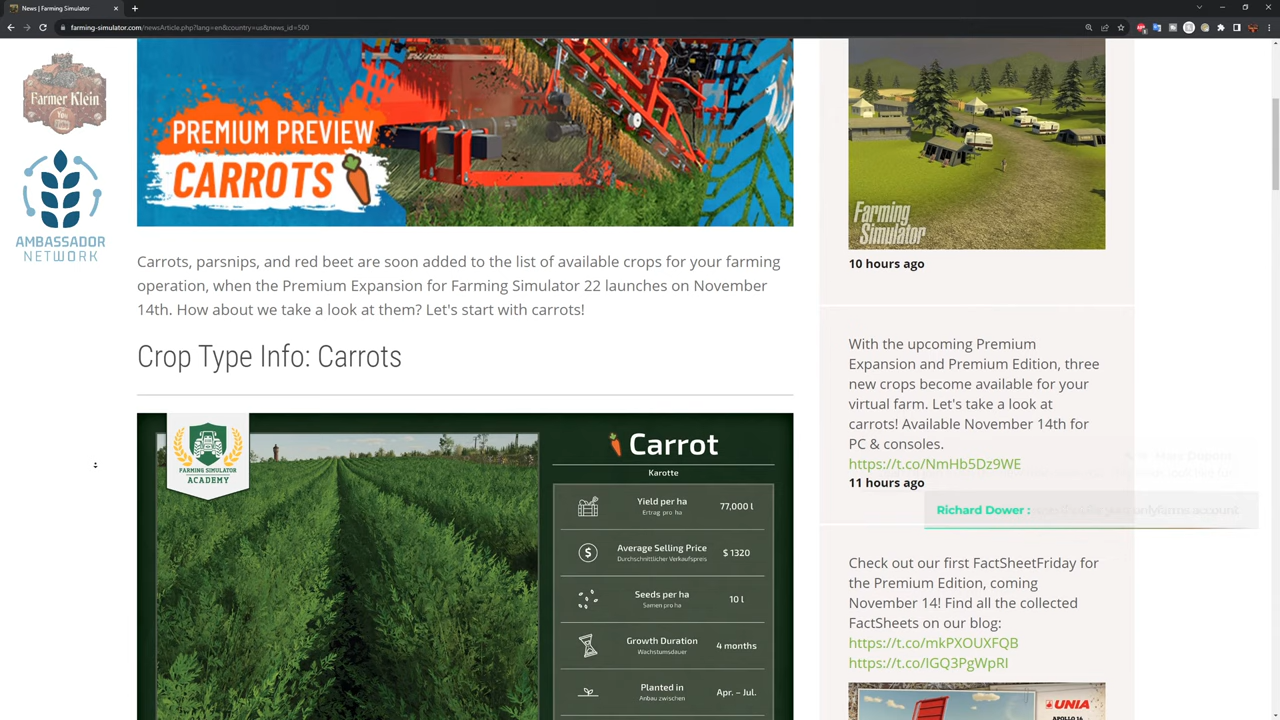 News | Farming Simulator
farming-simulator.com/newsArticle.php?lang=en&country=us&news_id=500
Farmer Klein
You
Tube
AMBASSADOR
NETWORK
PREMIUM PREVIEW
CARROTS
Carrots, parsnips, and red beet are soon added to the list of available crops for your farming
operation, when the Premium Expansion for Farming Simulator 22 launches on November
14th. How about we take a look at them? Let's start with carrots!
Crop Type Info: Carrots
FARMING SIMULATOR
ACADEMY
Carrot
Karotte
Yield per ha
Ertrag pro ha
77,000 l
Average Selling Price
Durchschnittlicher Verkaufspreis
$ 1320
Seeds per ha
Samen pro ha
10 l
Growth Duration
Wachstumsdauer
4 months
Planted in
Anbau zwischen
Apr. – Jul.
Farming
Simulator
10 hours ago
With the upcoming Premium
Expansion and Premium Edition, three
new crops become available for your
virtual farm. Let's take a look at
carrots! Available November 14th for
PC & consoles.
https://t.co/NmHb5Dz9WE
11 hours ago
Richard Dower :
onlyfarms account
Check out our first FactSheetFriday for
the Premium Edition, coming
November 14! Find all the collected
FactSheets on our blog:
https://t.co/mkPXOUXFQB
https://t.co/IGQ3PgWpRI
UNIA
APOLLO 16